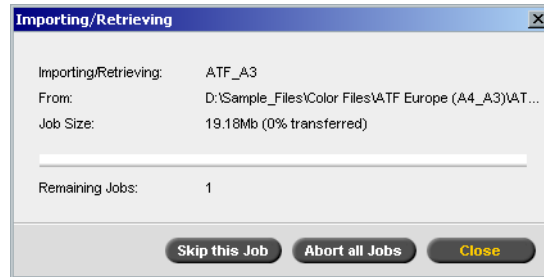 Importing/Retrieving
Importing/Retrieving: ATF_A3
From: D:\Sample_Files\Color Files\ATF Europe (A4_A3)\AT...
Job Size: 19.18Mb (0% transferred)
Remaining Jobs: 1
Skip this Job Abort all Jobs Close